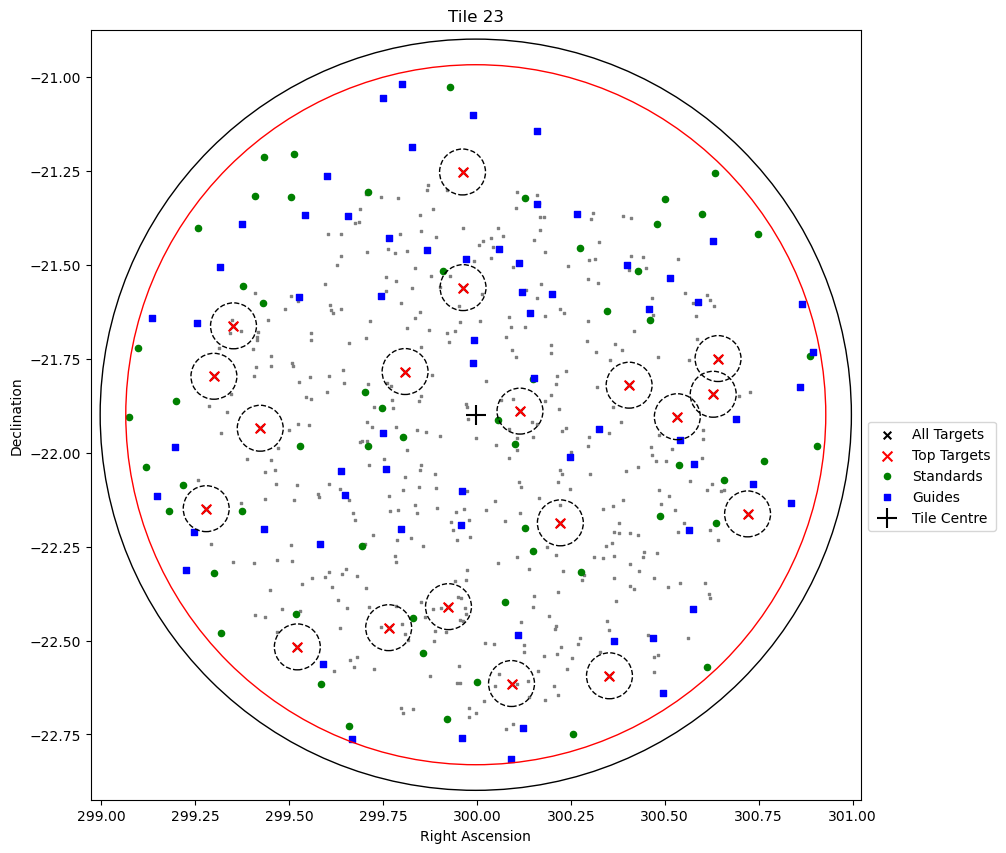 Tile 23
−21.00
−21.25
−21.50
−21.75
−22.00
−22.25
−22.50
−22.75
Declination
299.00 299.25 299.50 299.75 300.00 300.25 300.50 300.75 301.00
Right Ascension
All Targets
Top Targets
Standards
Guides
Tile Centre